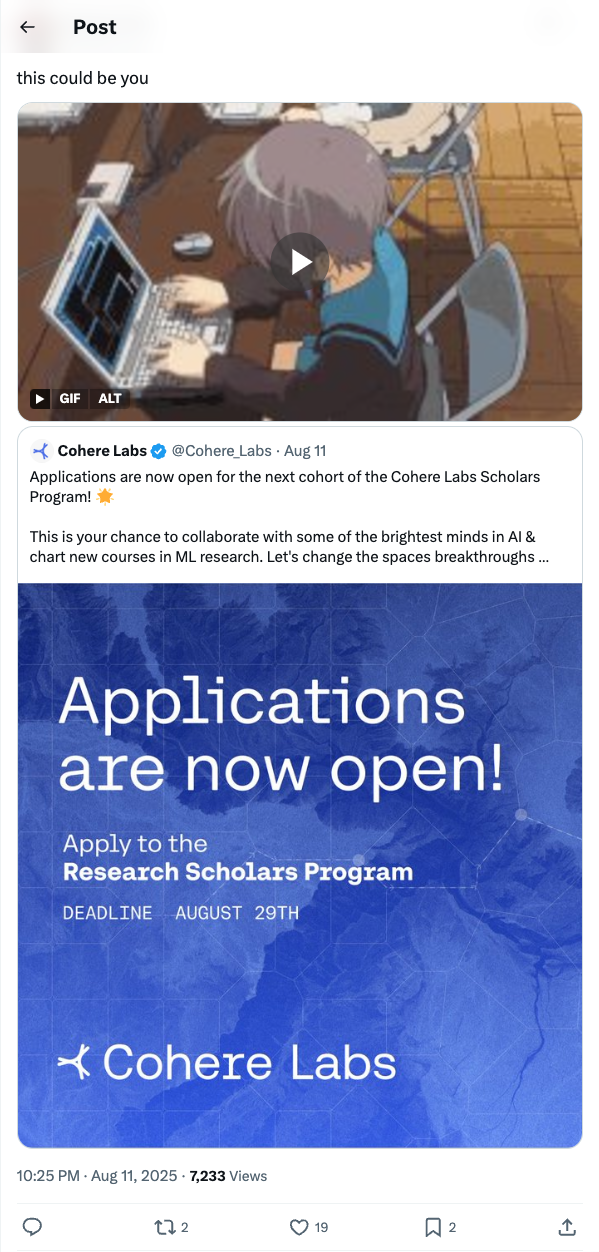 Post
this could be you
GIF ALT
Cohere Labs @Cohere_Labs · Aug 11
Applications are now open for the next cohort of the Cohere Labs Scholars
Program! 🌟
This is your chance to collaborate with some of the brightest minds in AI &
chart new courses in ML research. Let's change the spaces breakthroughs ...
Applications
are now open!
Apply to the
Research Scholars Program
DEADLINE AUGUST 29TH
Cohere Labs
10:25 PM · Aug 11, 2025 · 7,233 Views
2 19 2